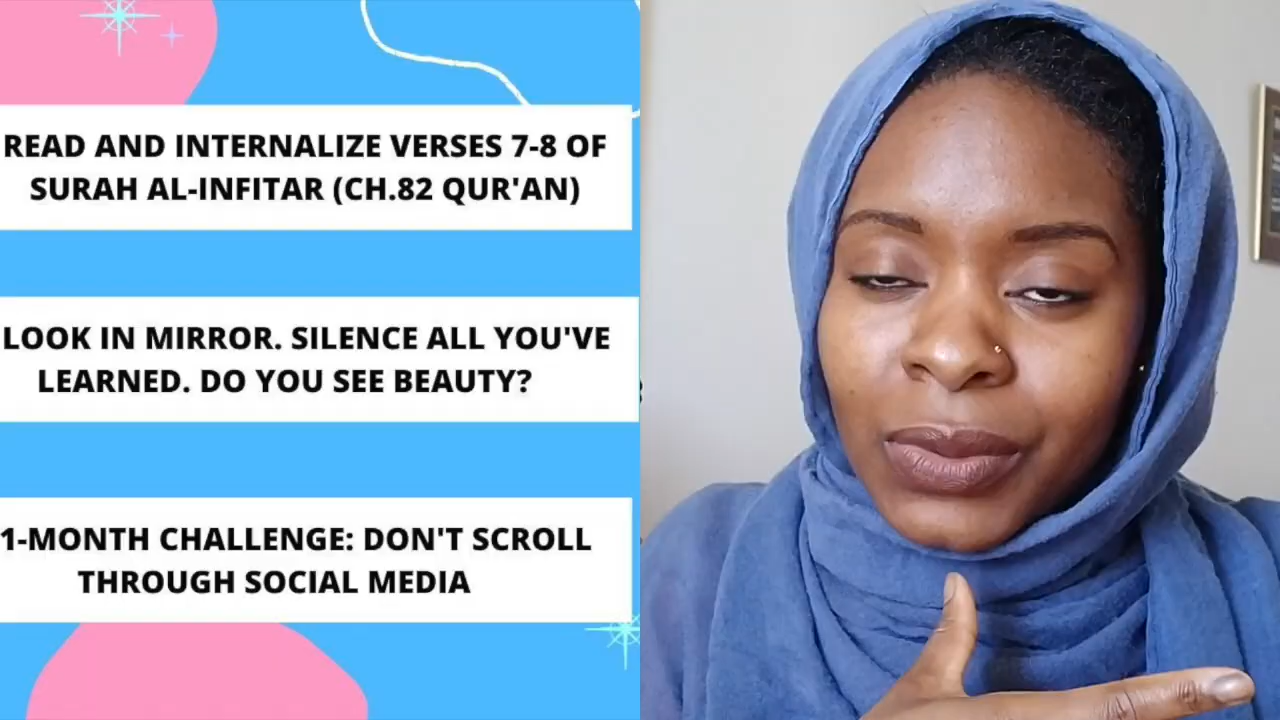 READ AND INTERNALIZE VERSES 7-8 OF
SURAH AL-INFITAR (CH.82 QUR'AN)
LOOK IN MIRROR. SILENCE ALL YOU'VE
LEARNED. DO YOU SEE BEAUTY?
1-MONTH CHALLENGE: DON'T SCROLL
THROUGH SOCIAL MEDIA